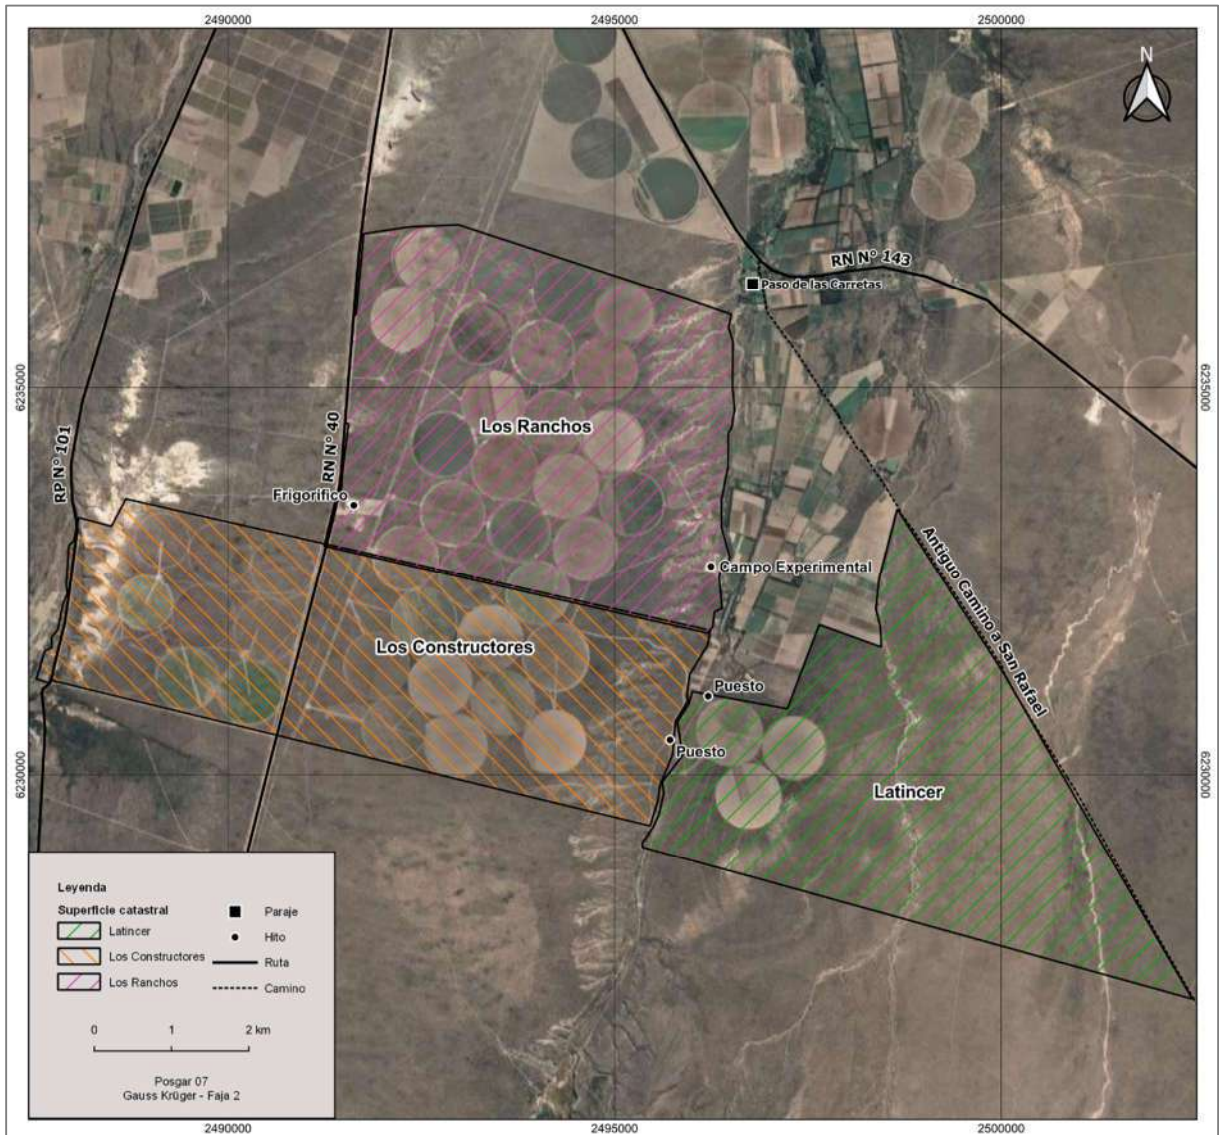 2490000
2495000
2500000
N
RN N° 143
Paso de las Carretas
6235000
6235000
RP N° 101
RN N° 40
Los Ranchos
Frigorífico
Campo Experimental
Antiguo Camino a San Rafael
Los Constructores
Puesto
Puesto
Latincer
6230000
6230000
Leyenda
Superficie catastral
Latincer
Los Constructores
Los Ranchos
Paraje
Hito
Ruta
Camino
0 1 2 km
Posgar 07
Gauss Krüger - Faja 2
2490000
2495000
2500000